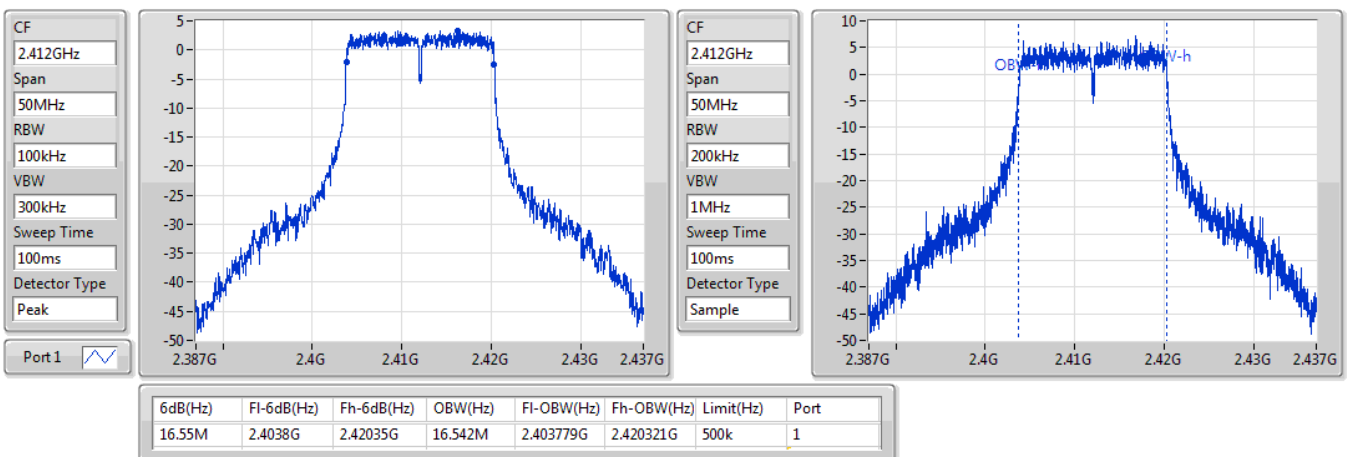 CF
2.412GHz
Span
50MHz
RBW
100kHz
VBW
300kHz
Sweep Time
100ms
Detector Type
Peak
Port 1
5
0
-5
-10
-15
-20
-25
-30
-35
-40
-45
-50
2.387G 2.4G 2.41G 2.42G 2.43G 2.437G
CF
2.412GHz
Span
50MHz
RBW
200kHz
VBW
1MHz
Sweep Time
100ms
Detector Type
Sample
10
5
0
-5
-10
-15
-20
-25
-30
-35
-40
-45
-50
2.387G 2.4G 2.41G 2.42G 2.43G 2.437G
6dB(Hz) Fl-6dB(Hz) Fh-6dB(Hz) OBW(Hz) Fl-OBW(Hz) Fh-OBW(Hz) Limit(Hz) Port
16.55M 2.4038G 2.42035G 16.542M 2.403779G 2.420321G 500k 1